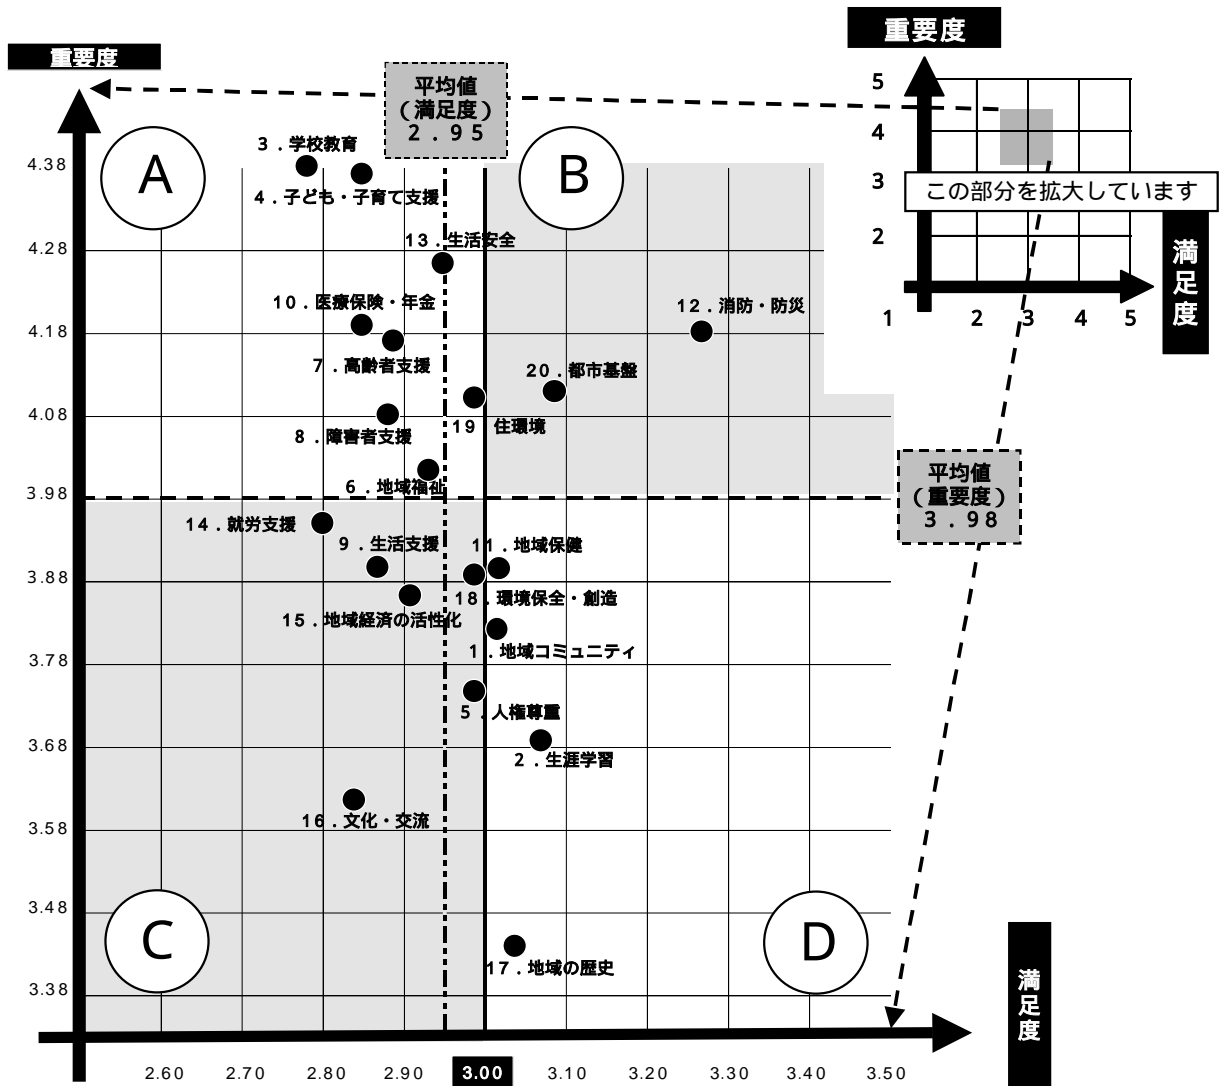 重要度
重要度
平均値
（満足度）
2．95
5
4
3
2
1
2
3
4
5
この部分を拡大しています
満足度
A
B
3．学校教育
4．子ども・子育て支援
13．生活安全
10．医療保険・年金
12．消防・防災
7．高齢者支援
20．都市基盤
19　住環境
8．障害者支援
6．地域福祉
平均値
（重要度）
3．98
14．就労支援
9．生活支援
11．地域保健
18．環境保全・創造
15．地域経済の活性化
1．地域コミュニティ
5．人権尊重
2．生涯学習
16．文化・交流
C
D
17．地域の歴史
満足度
4.38
4.28
4.18
4.08
3.98
3.88
3.78
3.68
3.58
3.48
3.38
2.60
2.70
2.80
2.90
3.00
3.10
3.20
3.30
3.40
3.50